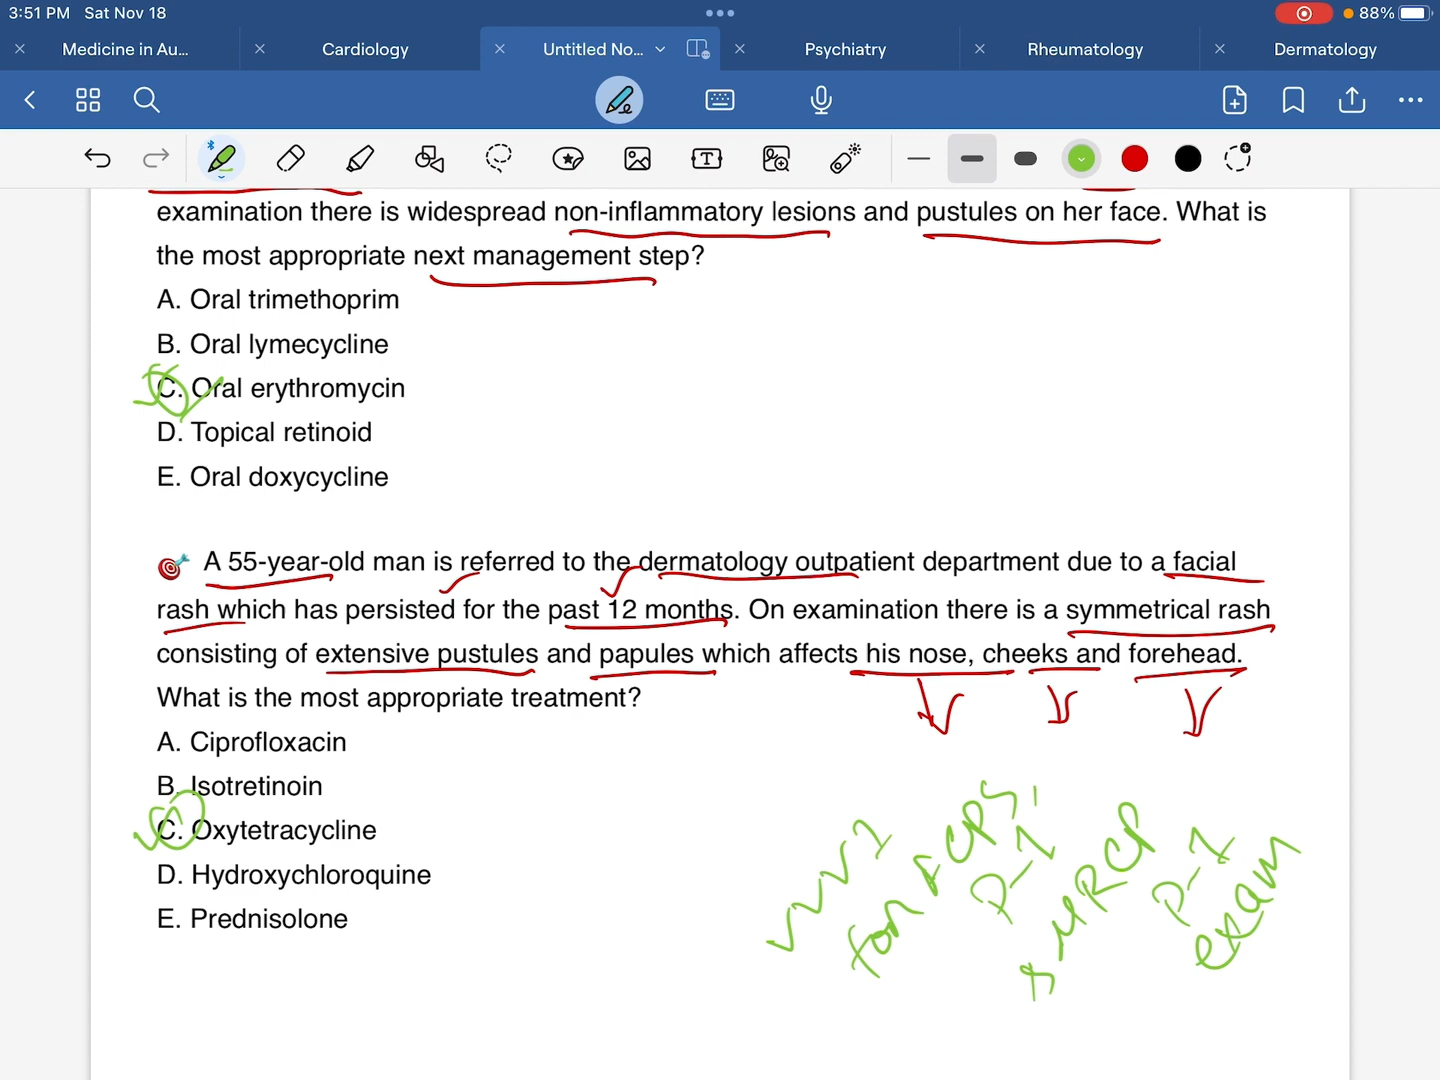 3:51 PM Sat Nov 18
88%
Medicine in Au...
Cardiology
Untitled No...
Psychiatry
Rheumatology
Dermatology
examination there is widespread non-inflammatory lesions and pustules on her face. What is
the most appropriate next management step?
A. Oral trimethoprim
B. Oral lymecycline
C. Oral erythromycin
D. Topical retinoid
E. Oral doxycycline
A 55-year-old man is referred to the dermatology outpatient department due to a facial
rash which has persisted for the past 12 months. On examination there is a symmetrical rash
consisting of extensive pustules and papules which affects his nose, cheeks and forehead.
What is the most appropriate treatment?
A. Ciprofloxacin
B. Isotretinoin
C. Oxytetracycline
D. Hydroxychloroquine
E. Prednisolone
for FCPS,
P-1
MRCP
P-1
exam